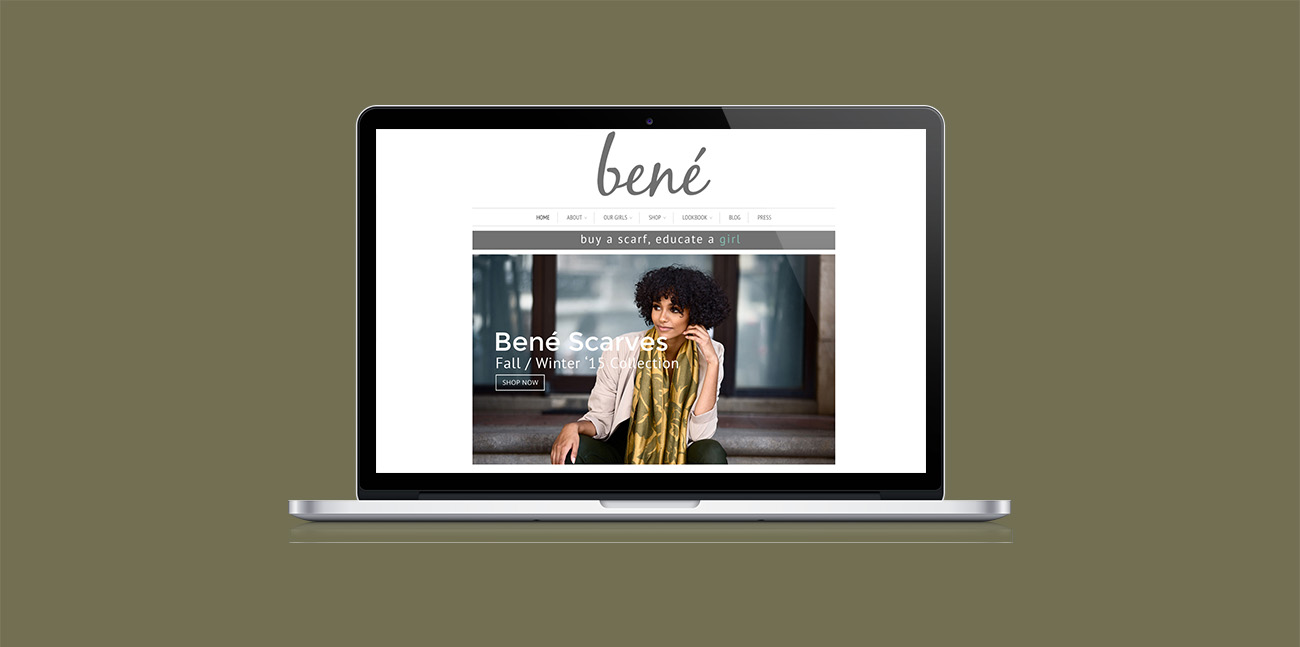 bené
HOME ABOUT OUR GIRLS SHOP LOOKBOOK BLOG PRESS
buy a scarf, educate a girl
Bené Scarves
Fall / Winter '15 Collection
SHOP NOW